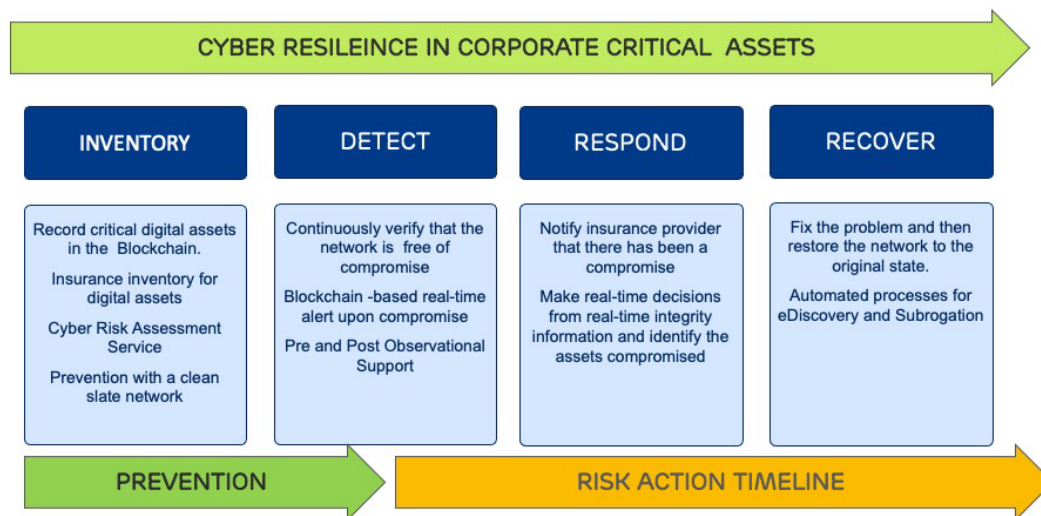 CYBER RESILEINCE IN CORPORATE CRITICAL ASSETS
INVENTORY
Record critical digital assets
in the Blockchain.
Insurance inventory for
digital assets
Cyber Risk Assessment
Service
Prevention with a clean
slate network
DETECT
Continuously verify that the
network is free of
compromise
Blockchain -based real-time
alert upon compromise
Pre and Post Observational
Support
RESPOND
Notify insurance provider
that there has been a
compromise
Make real-time decisions
from real-time integrity
information and identify the
assets compromised
RECOVER
Fix the problem and then
restore the network to the
original state.
Automated processes for
eDiscovery and Subrogation
PREVENTION
RISK ACTION TIMELINE